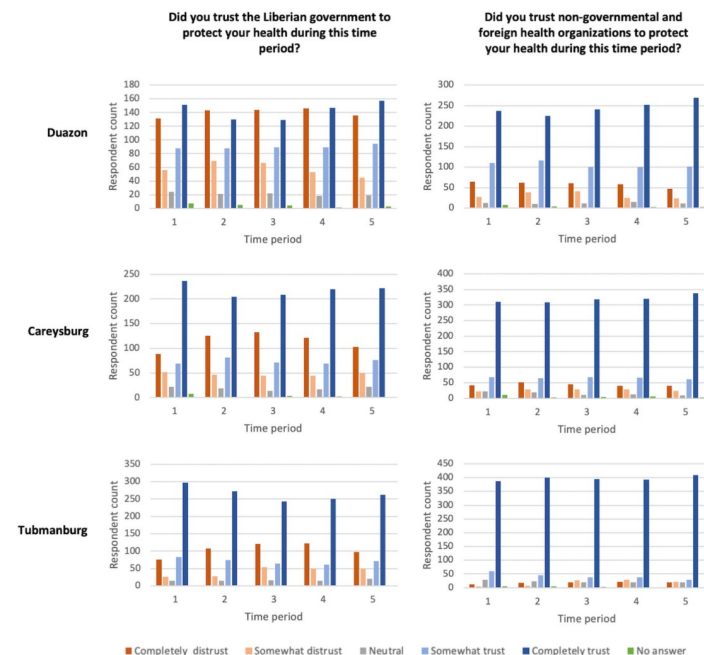 Did you trust the Liberian government to
protect your health during this time
period?
Did you trust non-governmental and
foreign health organizations to protect
your health during this time period?
Duazon
Respondent count
180
160
140
120
100
80
60
40
20
0
1 2 3 4 5
Time period
Respondent count
300
250
200
150
100
50
0
1 2 3 4 5
Time period
Careysburg
Respondent count
250
200
150
100
50
0
1 2 3 4 5
Time period
Respondent count
400
350
300
250
200
150
100
50
0
1 2 3 4 5
Time period
Tubmanburg
Respondent count
350
300
250
200
150
100
50
0
1 2 3 4 5
Time period
Respondent count
450
400
350
300
250
200
150
100
50
0
1 2 3 4 5
Time period
Completely distrust Somewhat distrust Neutral Somewhat trust Completely trust No answer